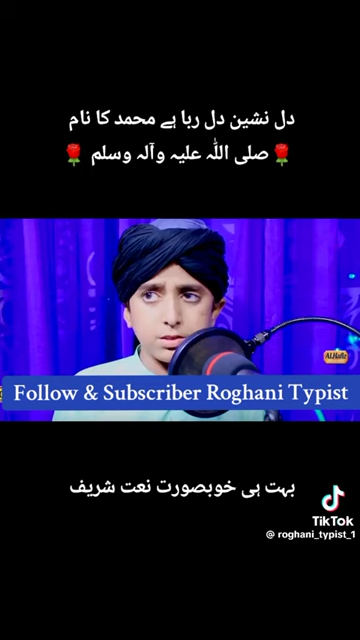 دل نشین دل ربا ہے محمد کا نام
🌹 صلی اللہ علیہ وآلہ وسلم 🌹
ALHafiz
Follow & Subscriber Roghani Typist
بہت ہی خوبصورت نعت شریف
TikTok
@ roghani_typist_1